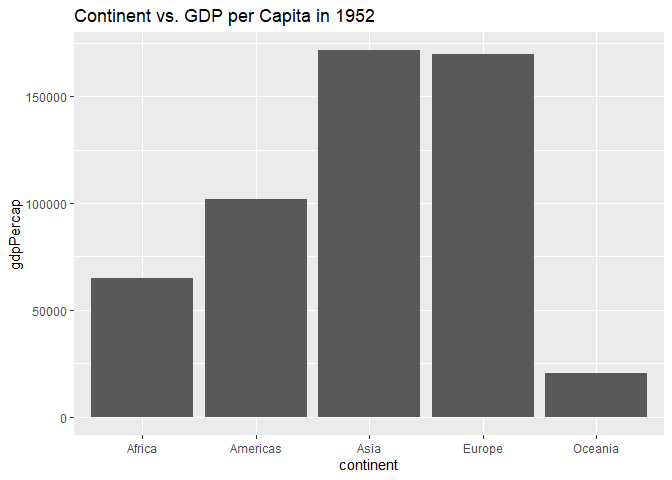 Continent vs. GDP per Capita in 1952
gdpPercap
150000
100000
50000
0
Africa Americas Asia Europe Oceania
continent